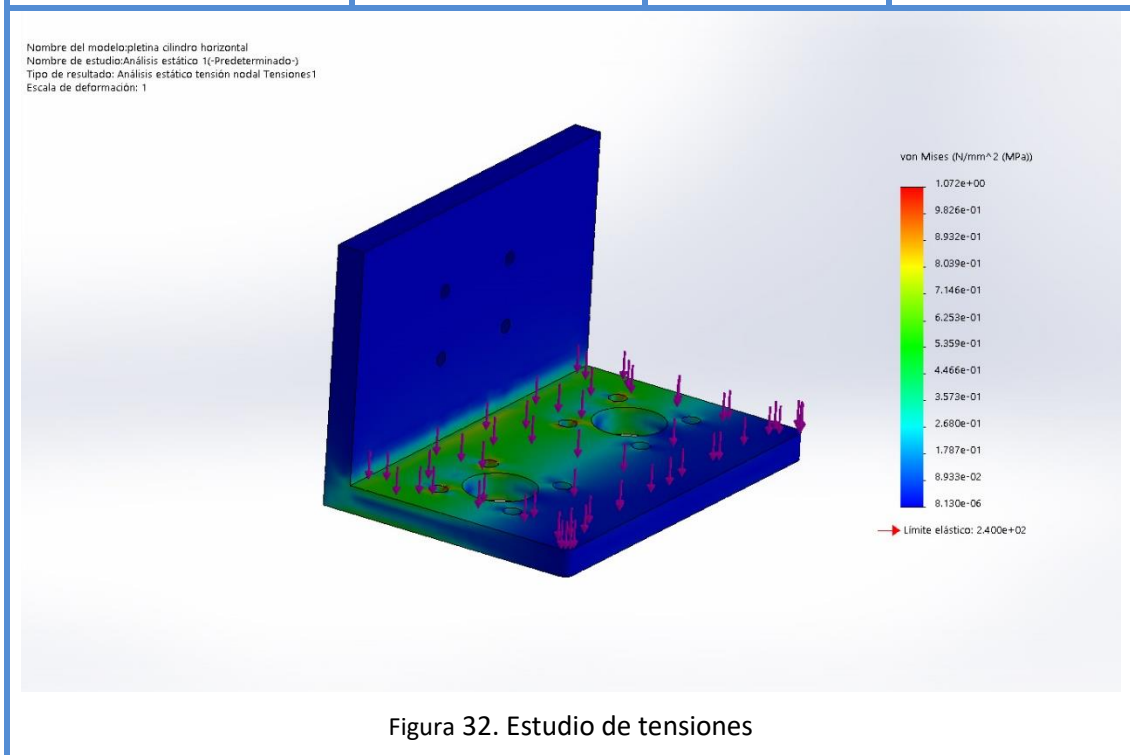 Nombre del modelo:pletina cilindro horizontal
Nombre de estudio:Análisis estático 1(-Predeterminado-)
Tipo de resultado: Análisis estático tensión nodal Tensiones1
Escala de deformación: 1
von Mises (N/mm^2 (MPa))
1.072e+00
9.826e-01
8.932e-01
8.039e-01
7.146e-01
6.253e-01
5.359e-01
4.466e-01
3.573e-01
2.680e-01
1.787e-01
8.933e-02
8.130e-06
Límite elástico: 2.400e+02
Figura 32. Estudio de tensiones